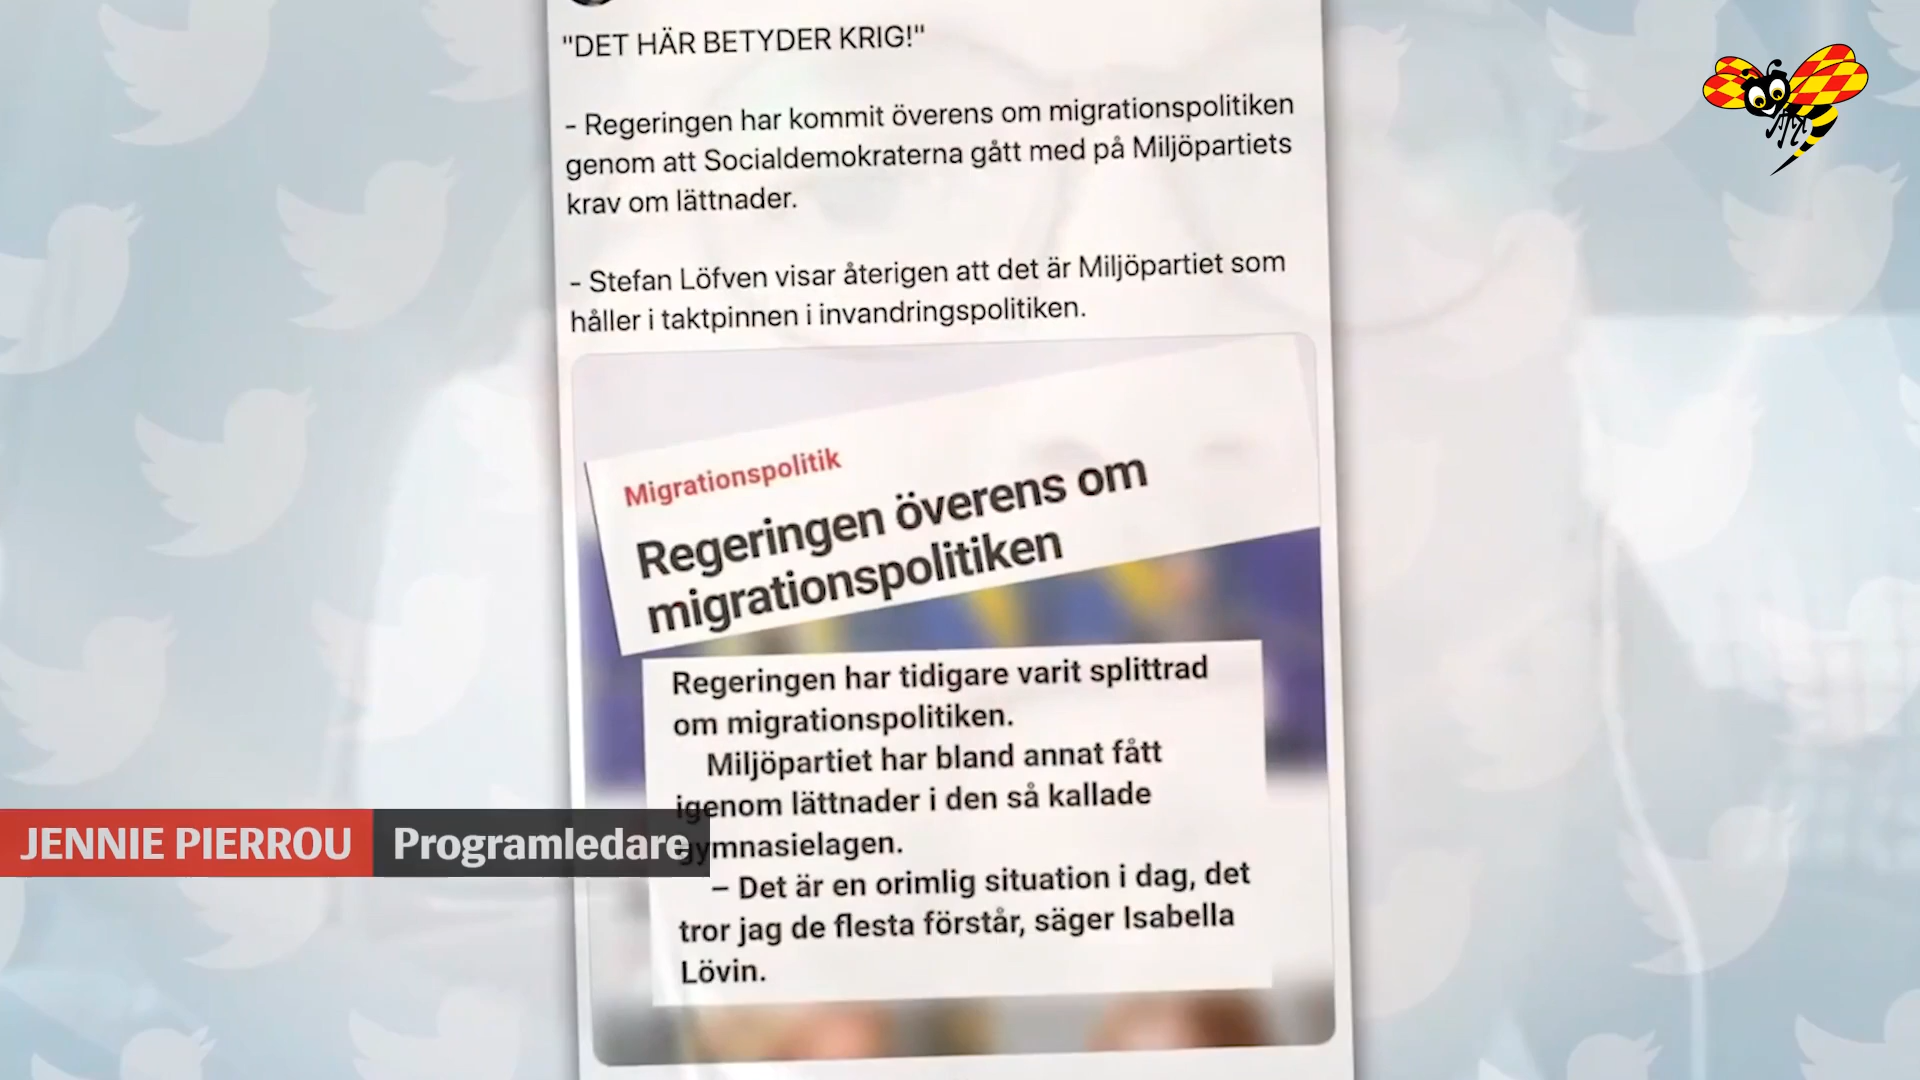 "DET HÄR BETYDER KRIG!"
- Regeringen har kommit överens om migrationspolitiken
genom att Socialdemokraterna gått med på Miljöpartiets
krav om lättnader.
- Stefan Löfven visar återigen att det är Miljöpartiet som
håller i taktpinnen i invandringspolitiken.
Migrationspolitik
Regeringen överens om
migrationspolitiken
Regeringen har tidigare varit splittrad
om migrationspolitiken.
Miljöpartiet har bland annat fått
igenom lättnader i den så kallade
gymnasielagen.
– Det är en orimlig situation i dag, det
tror jag de flesta förstår, säger Isabella
Lövin.
JENNIE PIERROU Programledare